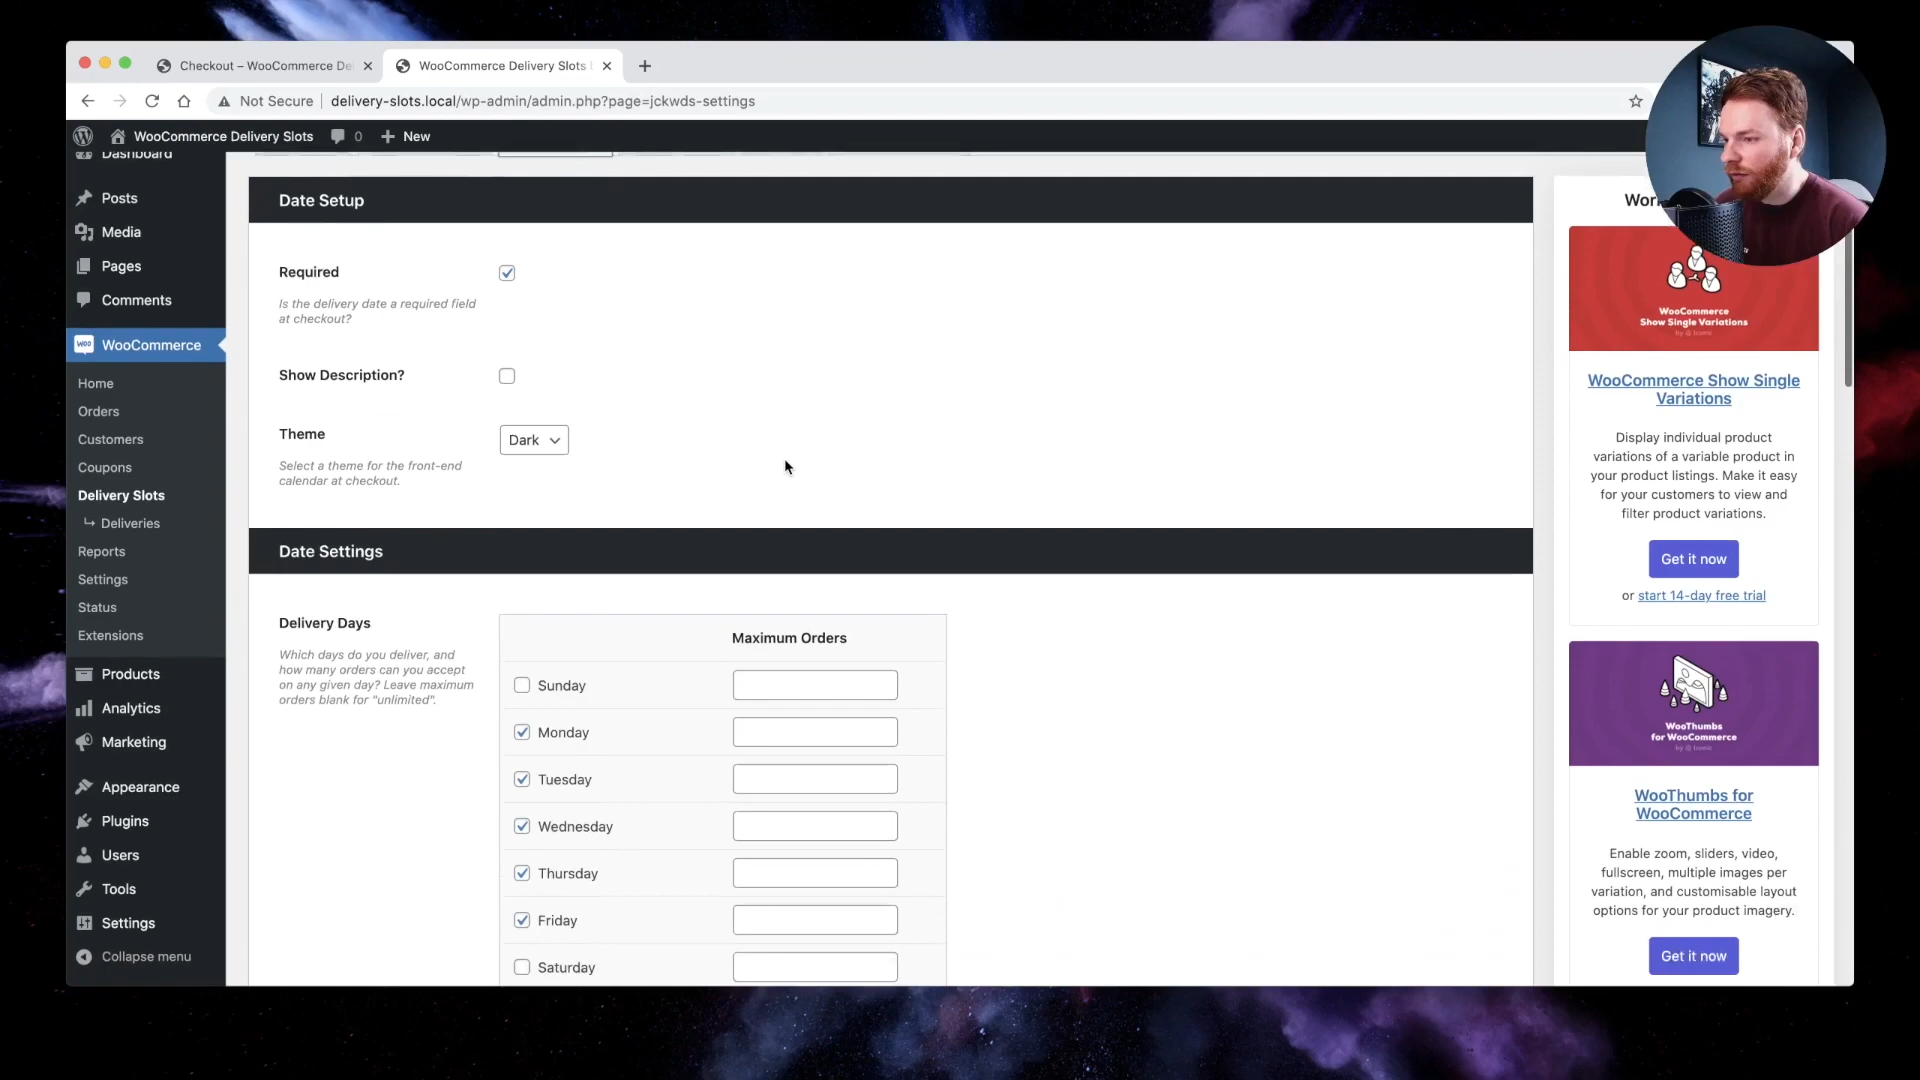 Checkout – WooCommerce De
WooCommerce Delivery Slots
Not Secure
delivery-slots.local/wp-admin/admin.php?page=jckwds-settings
WooCommerce Delivery Slots
0
New
Dashboard
Posts
Media
Pages
Comments
WOO
WooCommerce
Home
Orders
Customers
Coupons
Delivery Slots
Deliveries
Reports
Settings
Status
Extensions
Products
Analytics
Marketing
Appearance
Plugins
Users
Tools
Settings
Collapse menu
Date Setup
Required
Is the delivery date a required field
at checkout?
Show Description?
Theme
Dark
Select a theme for the front-end
calendar at checkout.
Date Settings
Delivery Days
Which days do you deliver, and
how many orders can you accept
on any given day? Leave maximum
orders blank for "unlimited".
Maximum Orders
Sunday
Monday
Tuesday
Wednesday
Thursday
Friday
Saturday
WooCommerce
Show Single Variations
by Iconic
WooCommerce Show Single
Variations
Display individual product
variations of a variable product in
your product listings. Make it easy
for your customers to view and
filter product variations.
Get it now
or start 14-day free trial
WooThumbs
for WooCommerce
by Iconic
WooThumbs for
WooCommerce
Enable zoom, sliders, video,
fullscreen, multiple images per
variation, and customisable layout
options for your product imagery.
Get it now